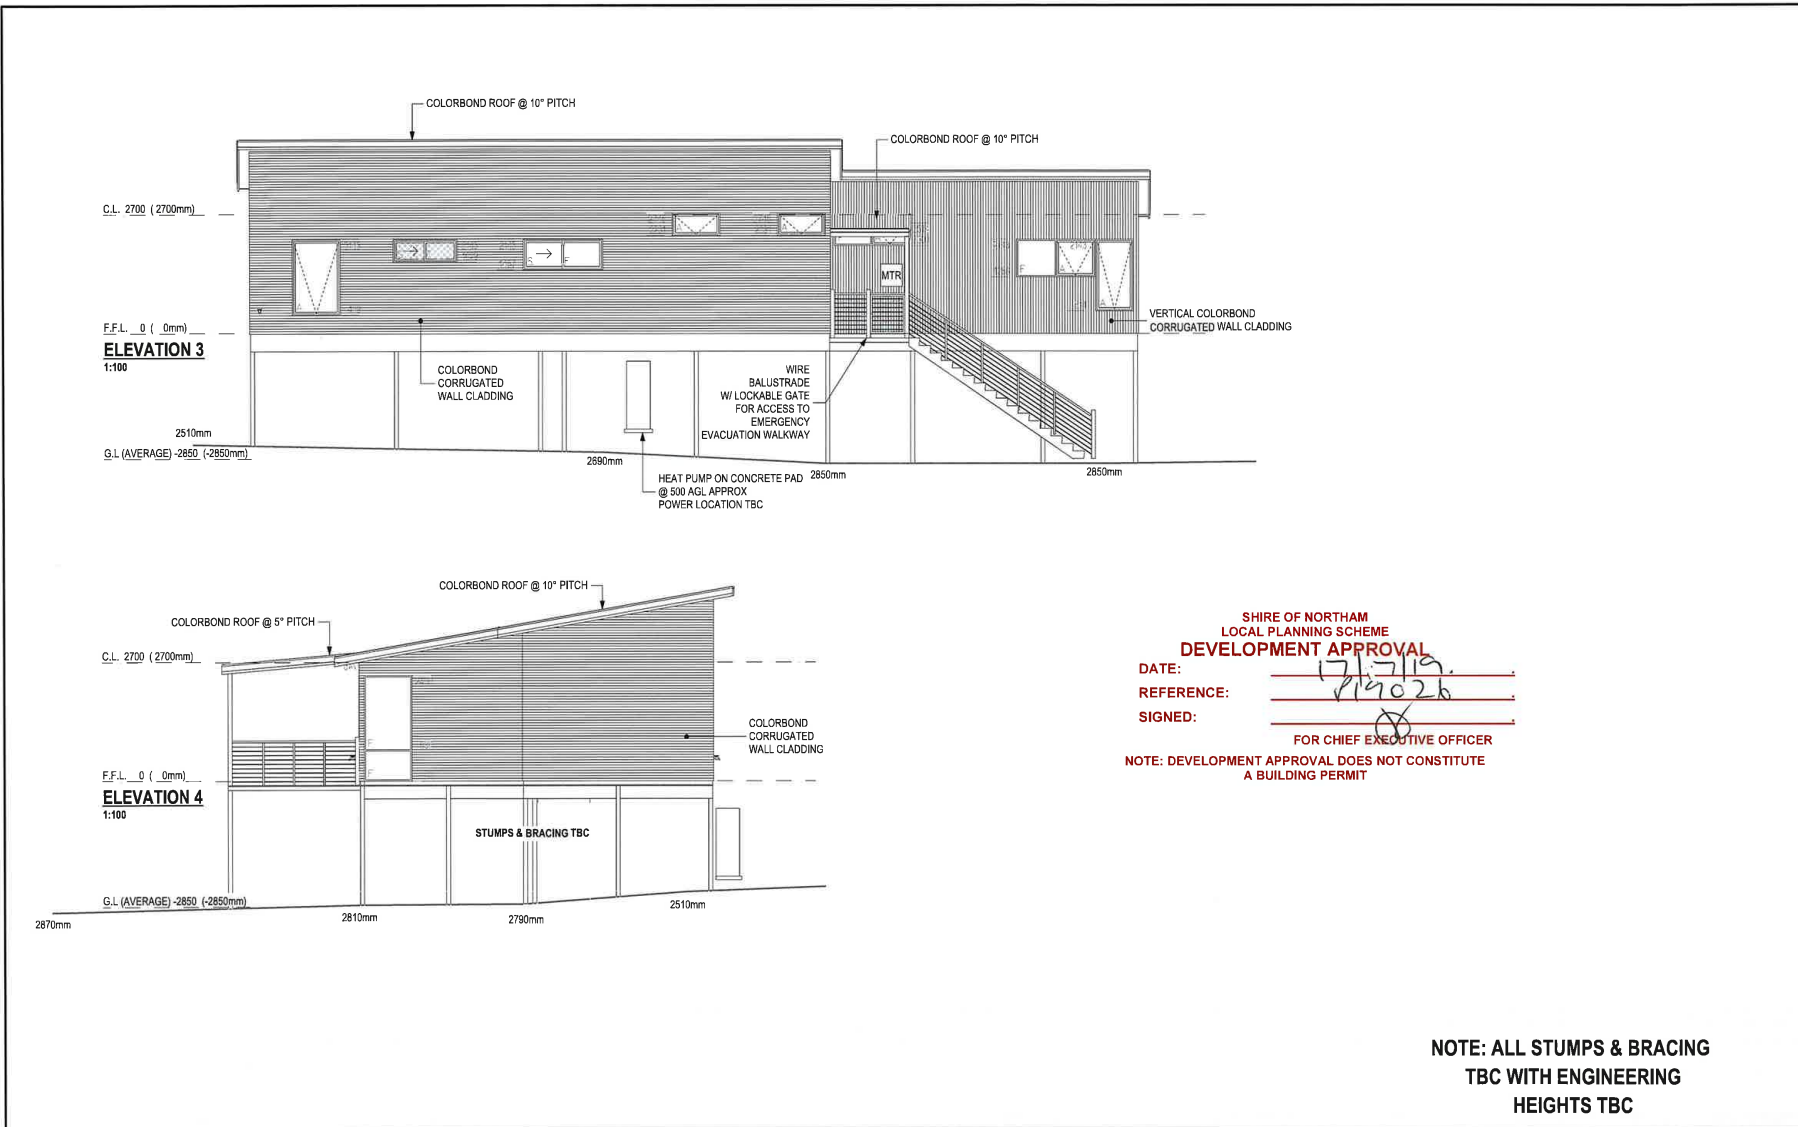 COLORBOND ROOF @ 10° PITCH
COLORBOND ROOF @ 10° PITCH
C.L. 2700 (2700mm)
MTR
A
S
F
F
A
A
A
VERTICAL COLORBOND
CORRUGATED WALL CLADDING
F.F.L. 0 ( 0mm)
ELEVATION 3
1:100
COLORBOND
CORRUGATED
WALL CLADDING
WIRE
BALUSTRADE
W/ LOCKABLE GATE
FOR ACCESS TO
EMERGENCY
EVACUATION WALKWAY
2510mm
G.L (AVERAGE) -2850 (-2850mm)
2690mm
2850mm
2850mm
HEAT PUMP ON CONCRETE PAD
@ 500 AGL APPROX
POWER LOCATION TBC
COLORBOND ROOF @ 10° PITCH
COLORBOND ROOF @ 5° PITCH
C.L. 2700 (2700mm)
F
F
COLORBOND
CORRUGATED
WALL CLADDING
F.F.L. 0 ( 0mm)
ELEVATION 4
1:100
STUMPS & BRACING TBC
G.L (AVERAGE) -2850 (-2850mm)
2870mm
2810mm
2790mm
2510mm
SHIRE OF NORTHAM
LOCAL PLANNING SCHEME
DEVELOPMENT APPROVAL
DATE: 17/7/19.
REFERENCE: P19026
SIGNED:
FOR CHIEF EXECUTIVE OFFICER
NOTE: DEVELOPMENT APPROVAL DOES NOT CONSTITUTE
A BUILDING PERMIT
NOTE: ALL STUMPS & BRACING
TBC WITH ENGINEERING
HEIGHTS TBC